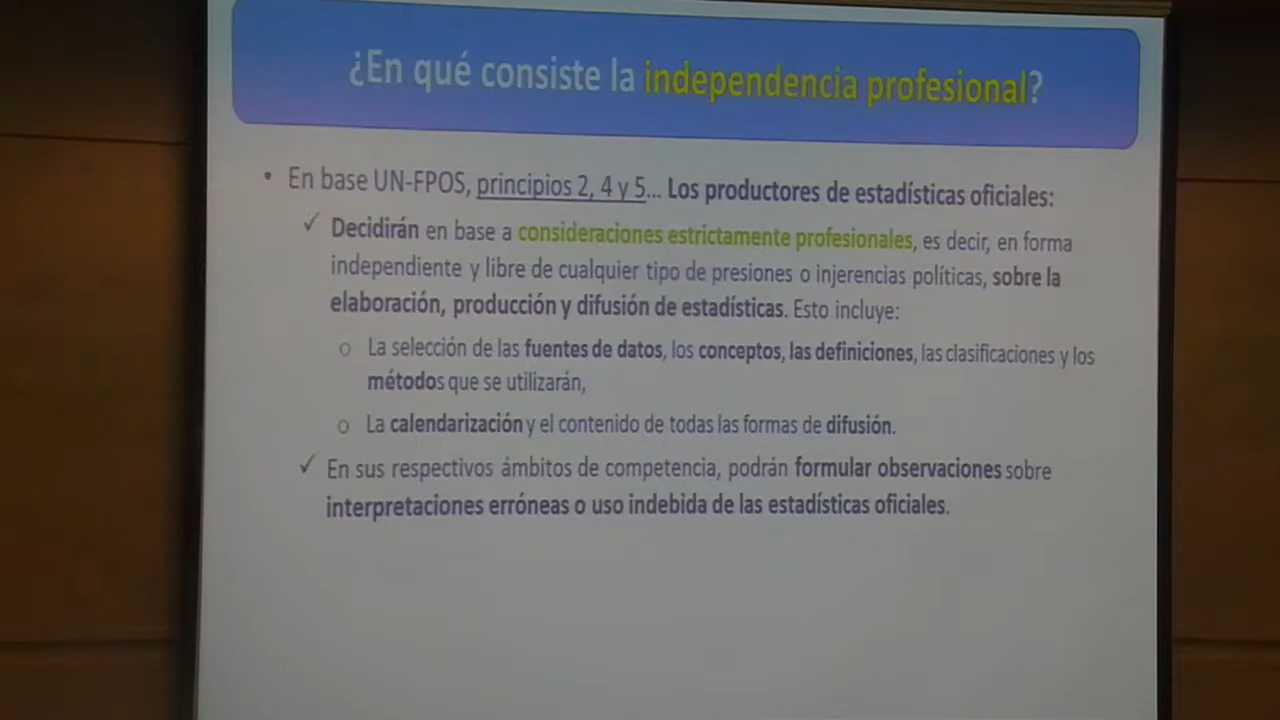 ¿En qué consiste la independencia profesional?
• En base UN-FPOS, principios 2, 4 y 5... Los productores de estadísticas oficiales:
✓ Decidirán en base a consideraciones estrictamente profesionales, es decir, en forma
independiente y libre de cualquier tipo de presiones o injerencias políticas, sobre la
elaboración, producción y difusión de estadísticas. Esto incluye:
o La selección de las fuentes de datos, los conceptos, las definiciones, las clasificaciones y los
métodos que se utilizarán,
o La calendarización y el contenido de todas las formas de difusión.
✓ En sus respectivos ámbitos de competencia, podrán formular observaciones sobre
interpretaciones erróneas o uso indebida de las estadísticas oficiales.